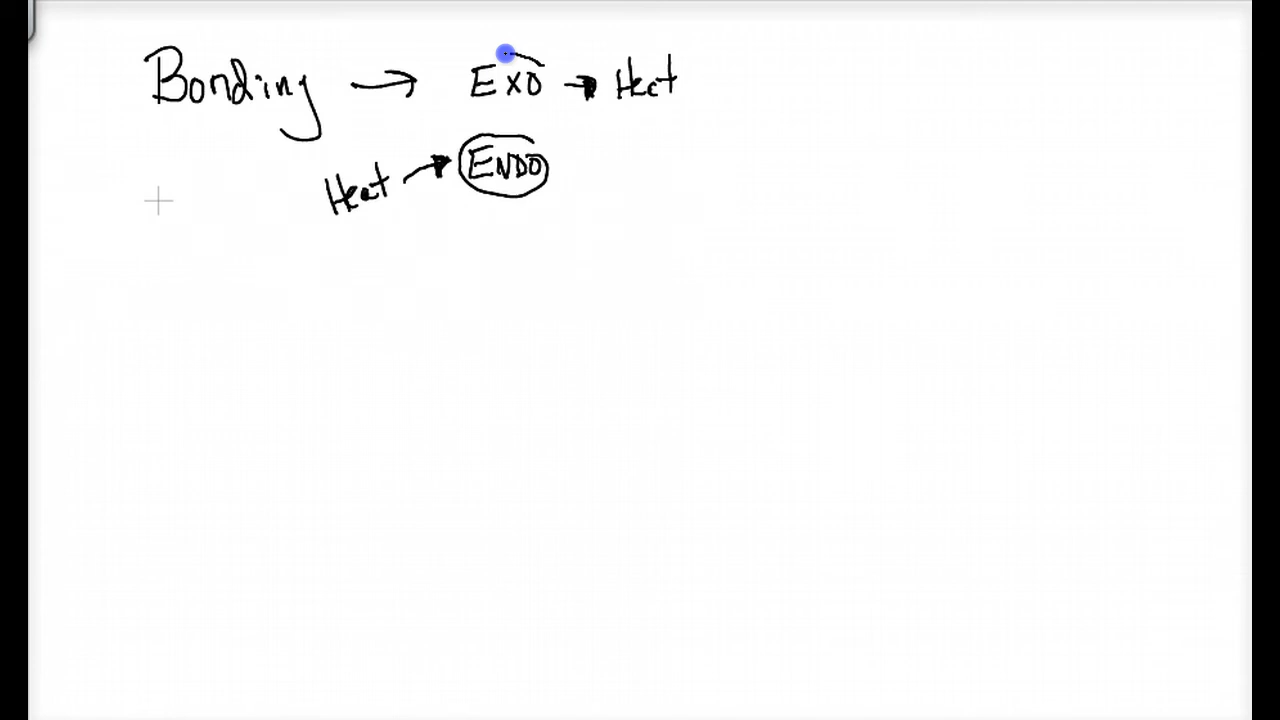 Bonding → EXO → Heat
Heat → ENDO